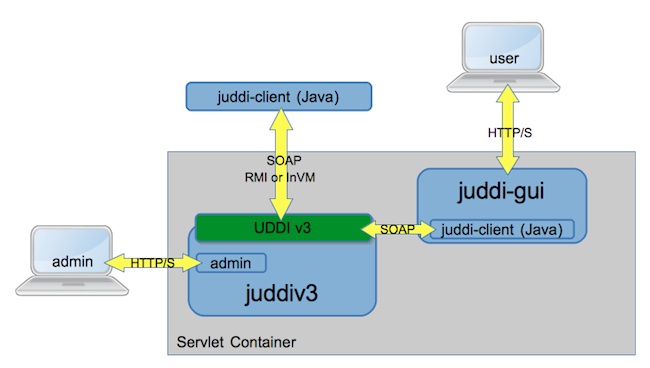 user
juddi-client (Java)
HTTP/S
SOAP
RMI or InVM
juddi-gui
UDDI v3
SOAP
juddi-client (Java)
admin
HTTP/S
admin
juddiv3
Servlet Container